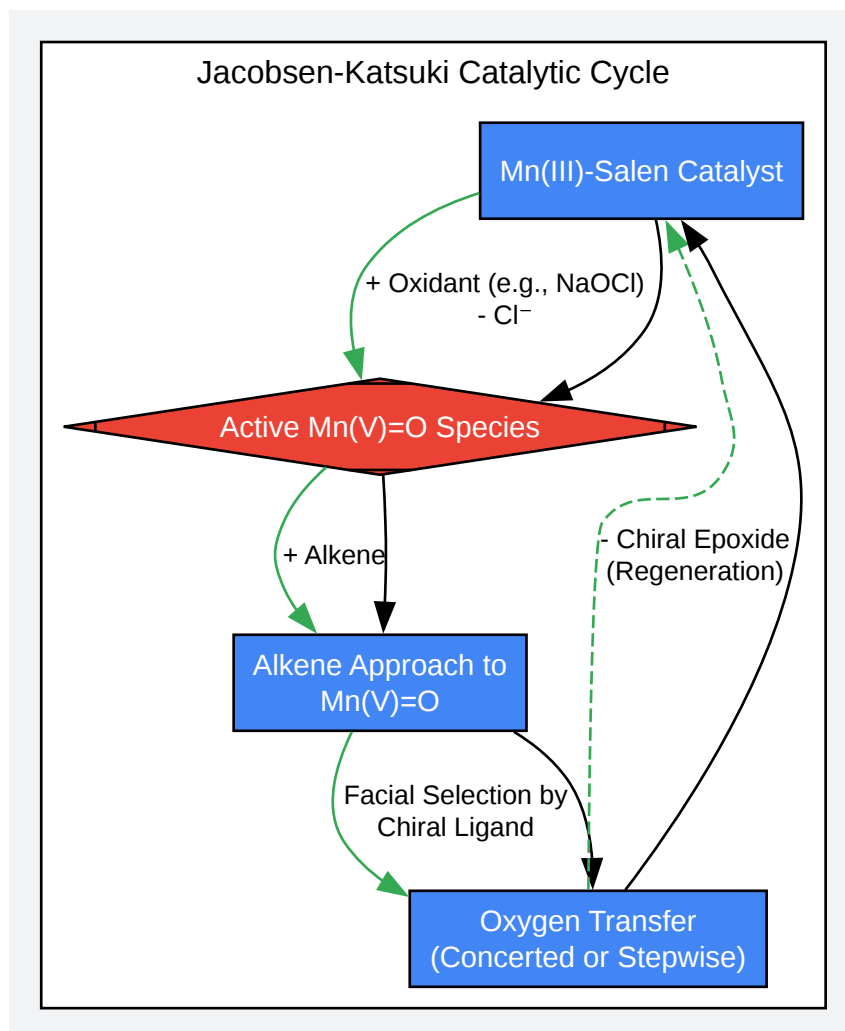 Jacobsen-Katsuki Catalytic Cycle
Mn(III)-Salen Catalyst
+ Oxidant (e.g., NaOCl)
- Cl⁻
Active Mn(V)=O Species
+ Alkene
- Chiral Epoxide
(Regeneration)
Alkene Approach to
Mn(V)=O
Facial Selection by
Chiral Ligand
Oxygen Transfer
(Concerted or Stepwise)